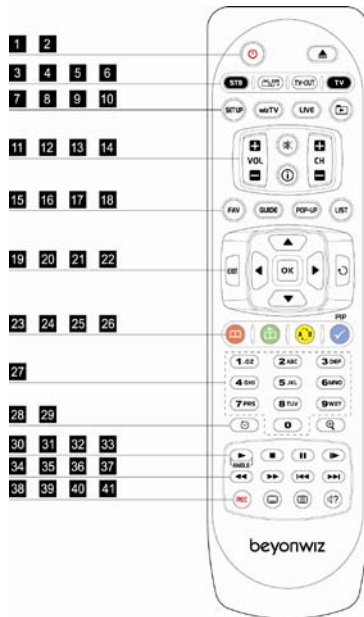 1 2
3 4 5 6
STB TV-OUT TV
7 8 9 10
SETUP wizTV LIVE
11 12 13 14
VOL CH
15 16 17 18
FAV GUIDE POP-UP LIST
19 20 21 22
EXIT OK
23 24 25 26
PIP
A B
27
1 .QZ 2 ABC 3 DEF
4 GHI 5 JKL 6 MNO
7 PRS 8 TUV 9 WXY
28 29
0
30 31 32 33
ANGLE
34 35 36 37
38 39 40 41
REC
beyonwiz